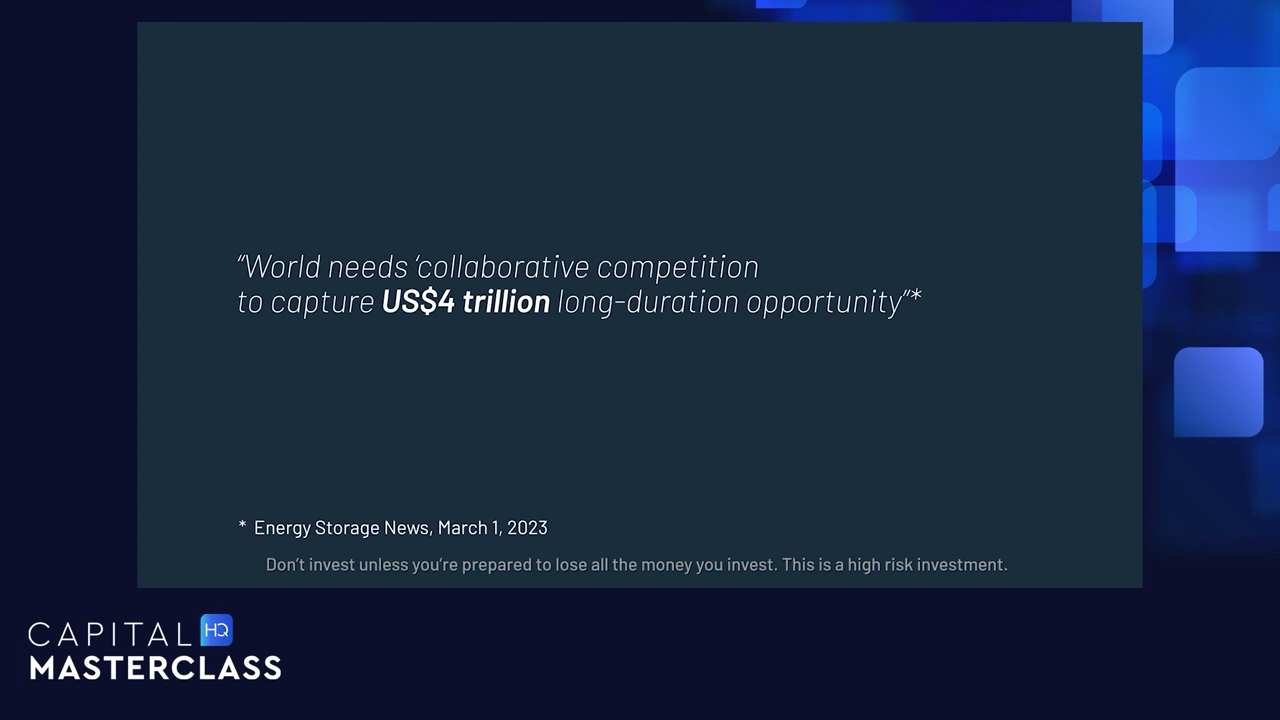 “World needs ‘collaborative competition
to capture US$4 trillion long-duration opportunity”*
* Energy Storage News, March 1, 2023
Don’t invest unless you’re prepared to lose all the money you invest. This is a high risk investment.
CAPITAL HQ
MASTERCLASS